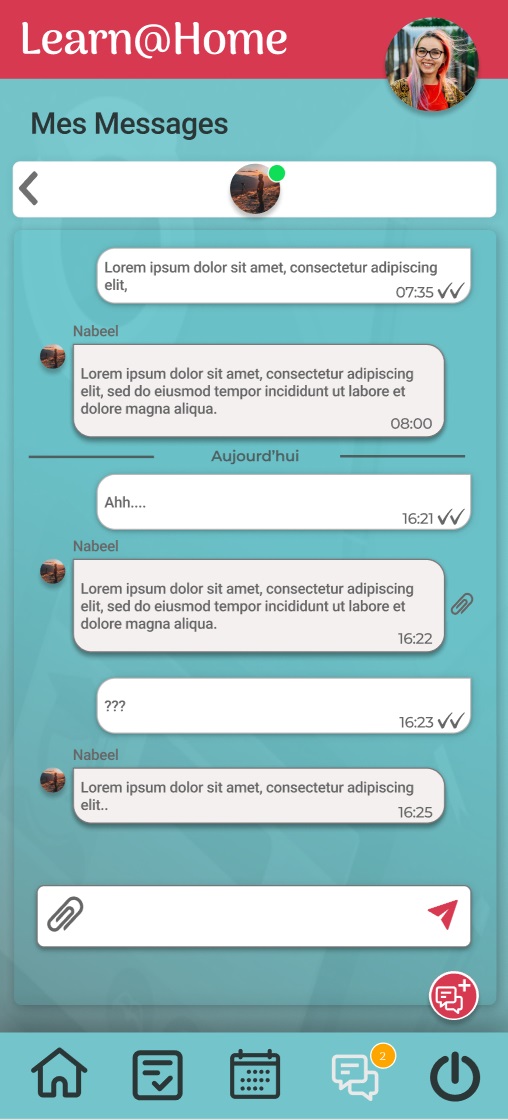 Learn@Home
Mes Messages
Lorem ipsum dolor sit amet, consectetur adipiscing
elit,
07:35
Nabeel
Lorem ipsum dolor sit amet, consectetur adipiscing
elit, sed do eiusmod tempor incididunt ut labore et
dolore magna aliqua.
08:00
Aujourd'hui
Ahh....
16:21
Nabeel
Lorem ipsum dolor sit amet, consectetur adipiscing
elit, sed do eiusmod tempor incididunt ut labore et
dolore magna aliqua.
16:22
???
16:23
Nabeel
Lorem ipsum dolor sit amet, consectetur adipiscing
elit..
16:25
2